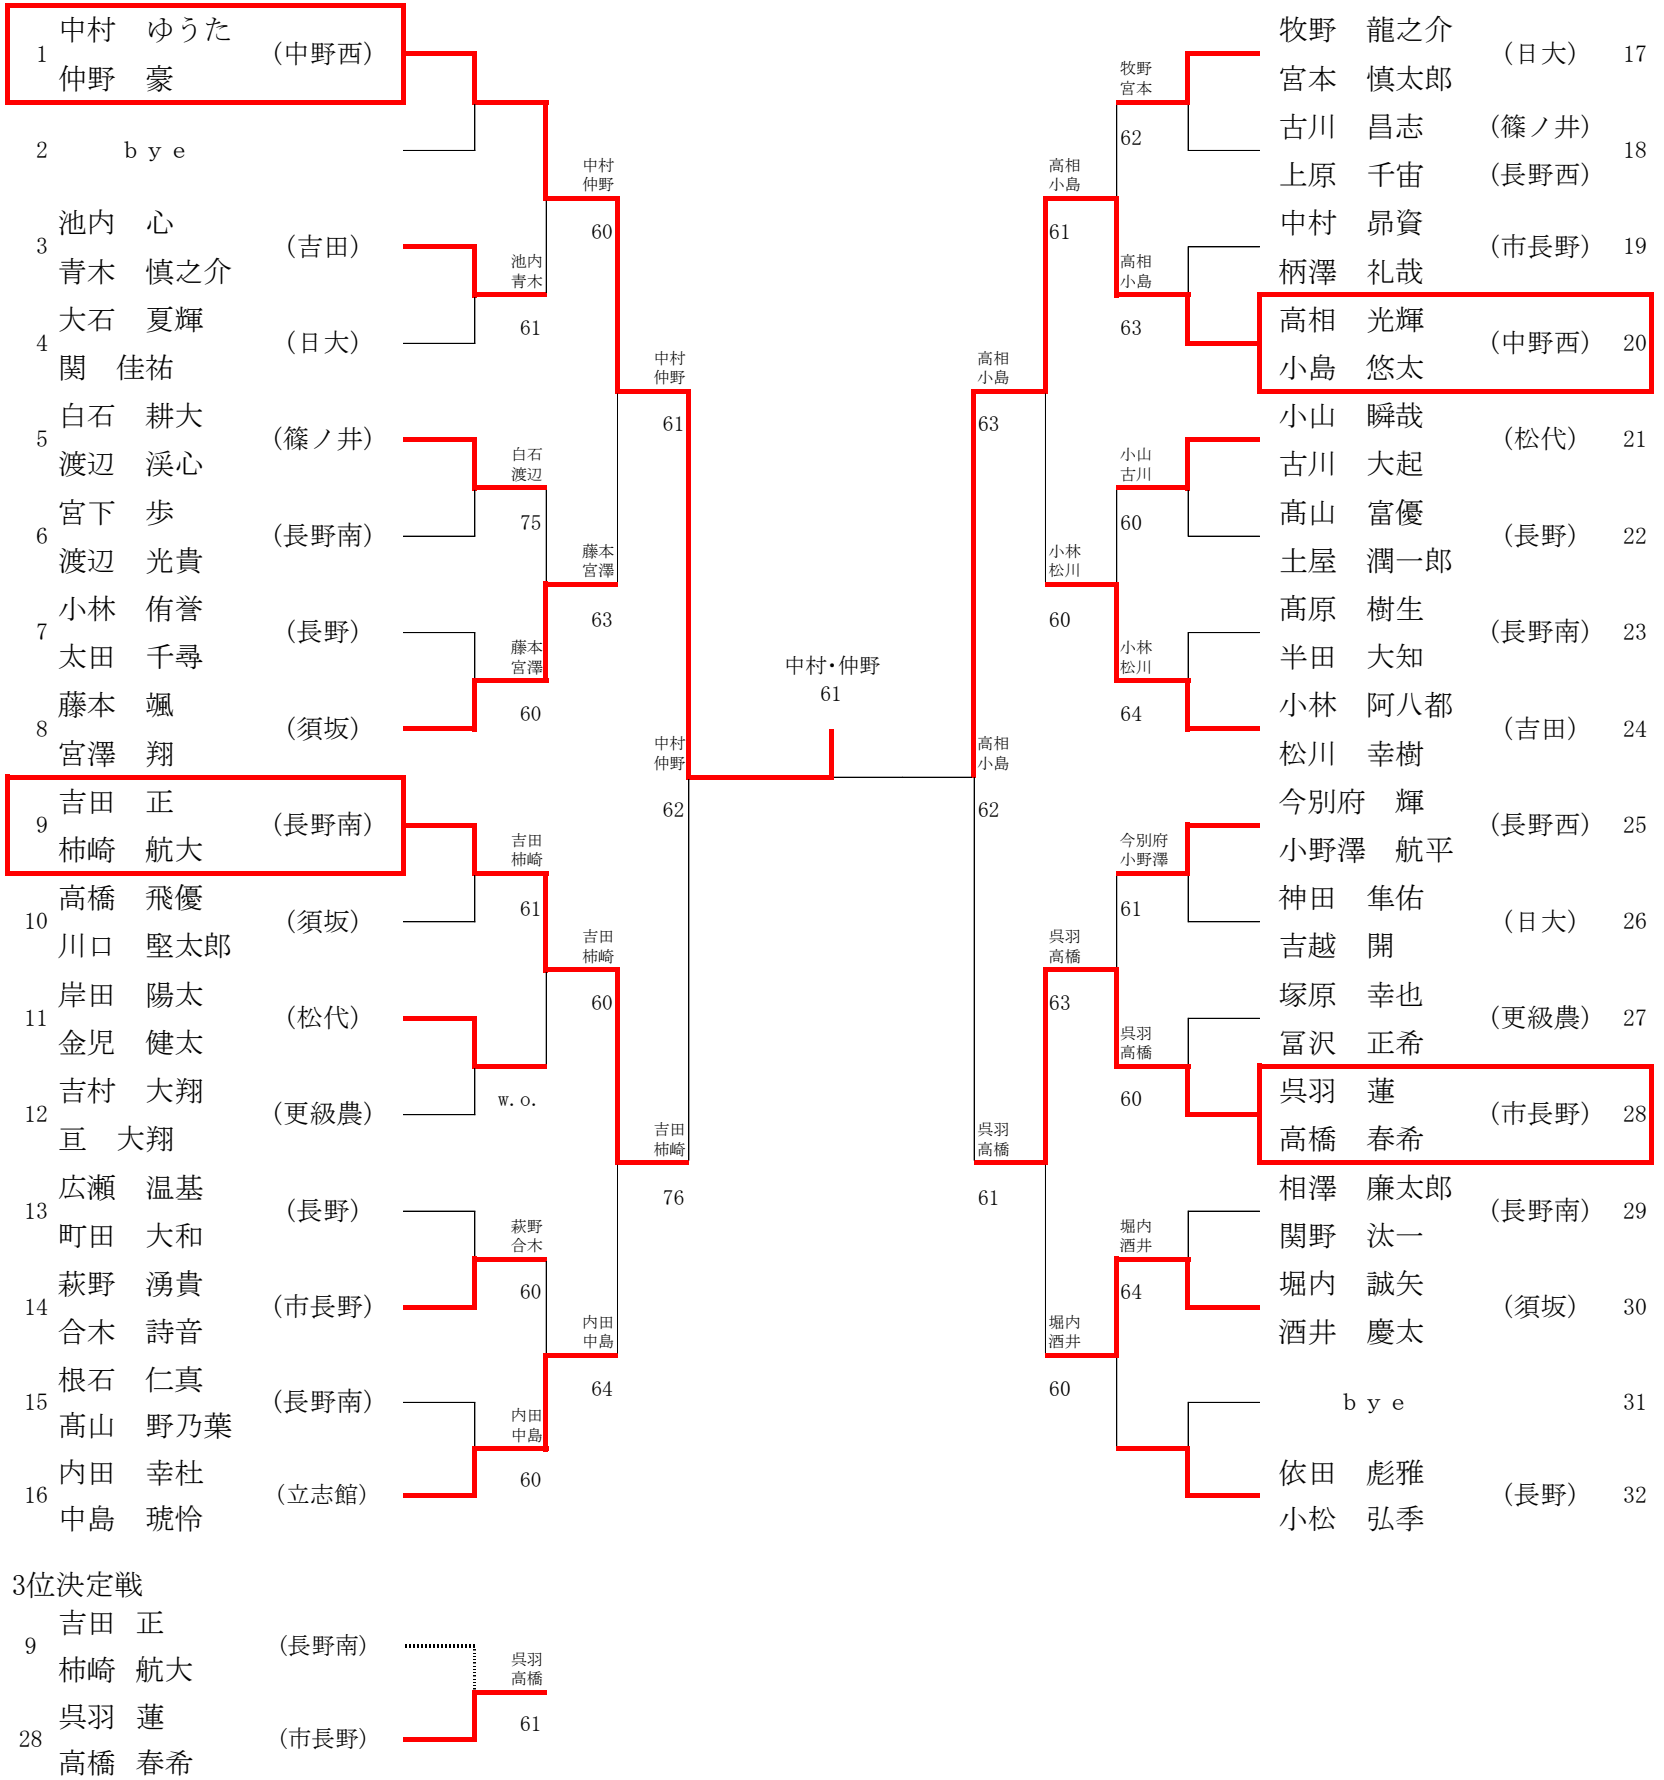 中村　ゆうた
1 (中野西)
仲野　豪
2 ｂｙｅ
池内　心
3 (吉田)
青木　慎之介
大石　夏輝
4 (日大)
関　佳祐
白石　耕大
5 (篠ノ井)
渡辺　渓心
宮下　歩
6 (長野南)
渡辺　光貴
小林　侑誉
7 (長野)
太田　千尋
藤本　颯
8 (須坂)
宮澤　翔
吉田　正
9 (長野南)
柿崎　航大
高橋　飛優
10 (須坂)
川口　堅太郎
岸田　陽太
11 (松代)
金児　健太
吉村　大翔
12 (更級農)
亘　大翔
広瀬　温基
13 (長野)
町田　大和
萩野　湧貴
14 (市長野)
合木　詩音
根石　仁真
15 (長野南)
髙山　野乃葉
内田　幸杜
16 (立志館)
中島　琥怜
池内
青木
61
白石
渡辺
75
藤本
宮澤
60
吉田
柿崎
61
w.o.
萩野
合木
60
内田
中島
60
中村
仲野
60
藤本
宮澤
63
吉田
柿崎
60
内田
中島
64
中村
仲野
61
吉田
柿崎
76
中村
仲野
62
中村・仲野
61
高相
小島
62
高相
小島
63
呉羽
高橋
61
高相
小島
61
小林
松川
60
呉羽
高橋
63
堀内
酒井
60
牧野
宮本
62
高相
小島
63
小山
古川
60
小林
松川
64
今別府
小野澤
61
呉羽
高橋
60
堀内
酒井
64
牧野　龍之介
(日大) 17
宮本　慎太郎
古川　昌志 (篠ノ井)
18
上原　千宙 (長野西)
中村　昴資
(市長野) 19
柄澤　礼哉
高相　光輝
(中野西) 20
小島　悠太
小山　瞬哉
(松代) 21
古川　大起
髙山　富優
(長野) 22
土屋　潤一郎
髙原　樹生
(長野南) 23
半田　大知
小林　阿八都
(吉田) 24
松川　幸樹
今別府　輝
(長野西) 25
小野澤　航平
神田　隼佑
(日大) 26
吉越　開
塚原　幸也
(更級農) 27
冨沢　正希
呉羽　蓮
(市長野) 28
高橋　春希
相澤　廉太郎
(長野南) 29
関野　汰一
堀内　誠矢
(須坂) 30
酒井　慶太
ｂｙｅ 31
依田　彪雅
(長野) 32
小松　弘季
3位決定戦
吉田　正
9 (長野南)
柿崎　航大
呉羽　蓮
28 (市長野)
高橋　春希
呉羽
高橋
61